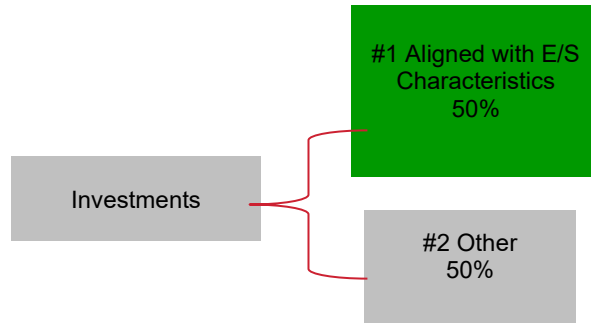 #1 Aligned with E/S
Characteristics
50%
Investments
#2 Other
50%